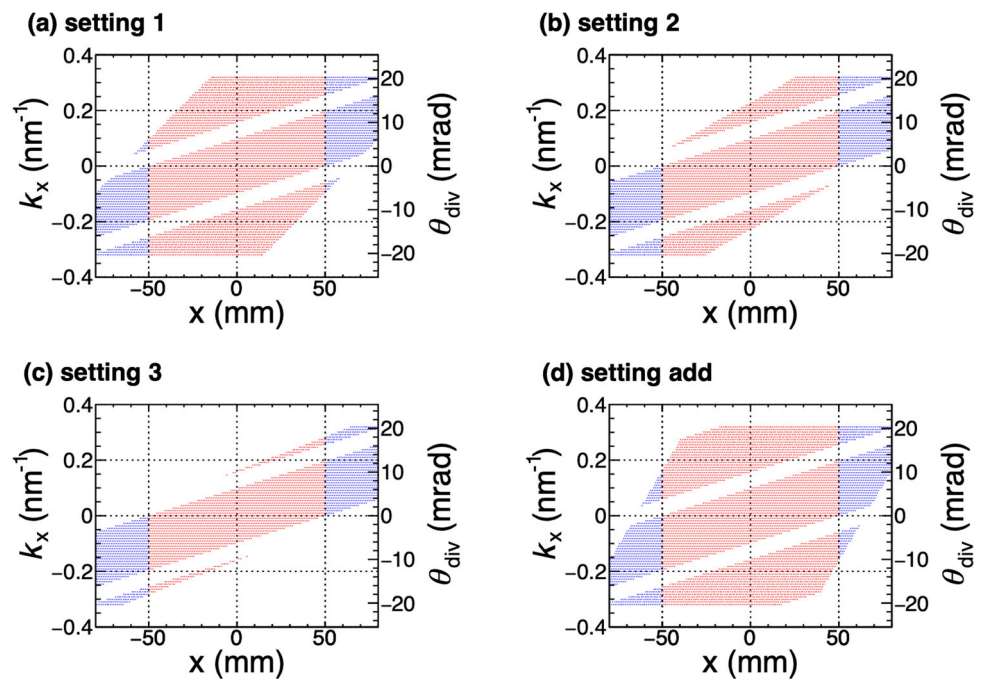 (a) setting 1
0.4
0.2
0
−0.2
−0.4
kx (nm-1)
20
10
0
−10
−20
θdiv (mrad)
−50 0 50
x (mm)
(b) setting 2
0.4
0.2
0
−0.2
−0.4
kx (nm-1)
20
10
0
−10
−20
θdiv (mrad)
−50 0 50
x (mm)
(c) setting 3
0.4
0.2
0
−0.2
−0.4
kx (nm-1)
20
10
0
−10
−20
θdiv (mrad)
−50 0 50
x (mm)
(d) setting add
0.4
0.2
0
−0.2
−0.4
kx (nm-1)
20
10
0
−10
−20
θdiv (mrad)
−50 0 50
x (mm)